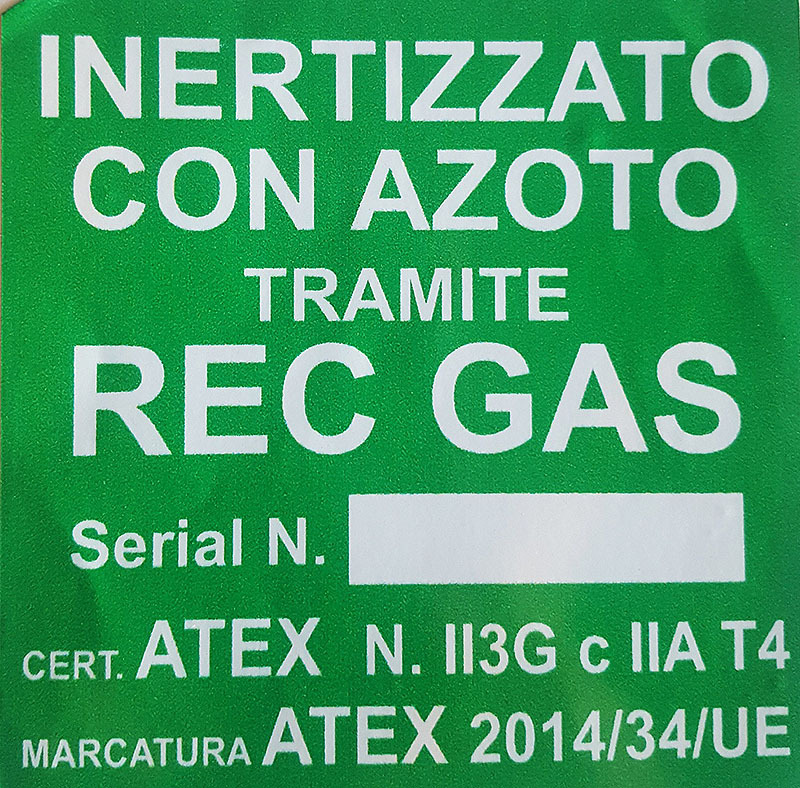 INERTIZZATO
CON AZOTO
TRAMITE
REC GAS
Serial N.
CERT. ATEX N. II3G c IIA T4
MARCATURA ATEX 2014/34/UE